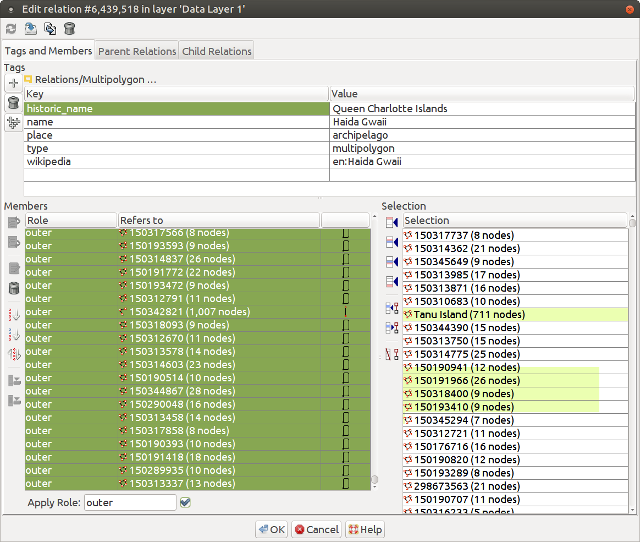 Edit relation #6,439,518 in layer 'Data Layer 1'
Tags and Members Parent Relations Child Relations
Tags
Relations/Multipolygon ...
Key Value
historic_name Queen Charlotte Islands
name Haida Gwaii
place archipelago
type multipolygon
wikipedia en:Haida Gwaii
Members Selection
Role Refers to Selection
outer 150317566 (8 nodes)
outer 150193593 (9 nodes)
outer 150314837 (26 nodes)
outer 150191772 (22 nodes)
outer 150193472 (9 nodes)
outer 150312791 (11 nodes)
outer 150342821 (1,007 nodes)
outer 150318093 (9 nodes)
outer 150312670 (11 nodes)
outer 150313578 (14 nodes)
outer 150314603 (23 nodes)
outer 150190514 (10 nodes)
outer 150344867 (28 nodes)
outer 150290048 (16 nodes)
outer 150313458 (14 nodes)
outer 150317858 (8 nodes)
outer 150190393 (10 nodes)
outer 150191418 (18 nodes)
outer 150289935 (10 nodes)
outer 150313337 (13 nodes)
150317737 (8 nodes)
150314362 (21 nodes)
150345649 (9 nodes)
150313985 (17 nodes)
150313871 (16 nodes)
150310683 (10 nodes)
Tanu Island (711 nodes)
150344390 (15 nodes)
150313750 (15 nodes)
150314775 (25 nodes)
150190941 (12 nodes)
150191966 (26 nodes)
150318400 (9 nodes)
150193410 (9 nodes)
150345294 (7 nodes)
150312721 (11 nodes)
150176716 (16 nodes)
150190820 (12 nodes)
150193289 (8 nodes)
298673563 (21 nodes)
150190707 (11 nodes)
150316233 (5 nodes)
Apply Role: outer
OK Cancel Help